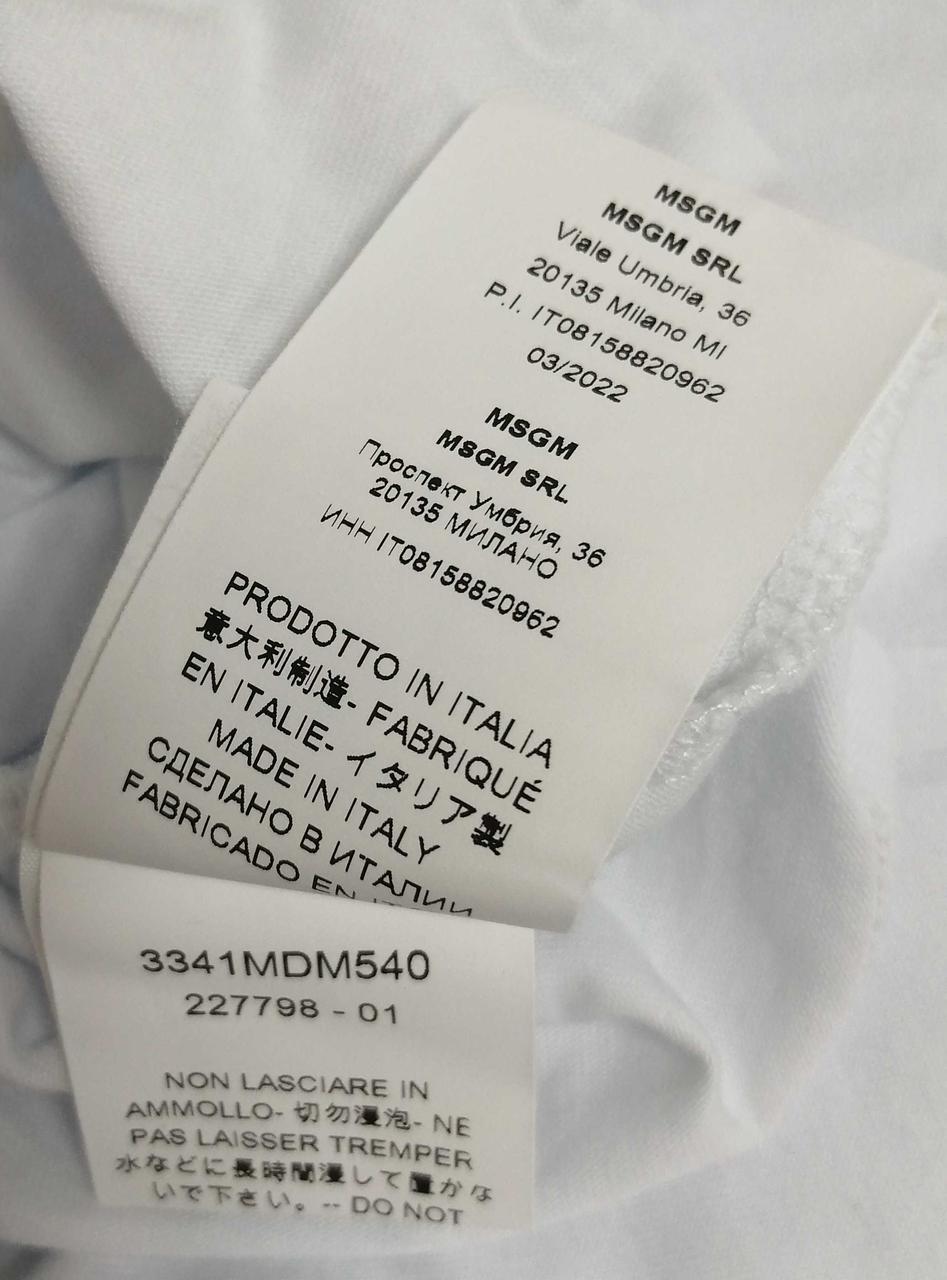 MSGM
MSGM SRL
Viale Umbria, 36
20135 Milano MI
P.I. IT08158820962
03/2022
MSGM
MSGM SRL
Проспект Умбрия, 36
20135 МИЛАНО
ИНН IT08158820962
PRODOTTO IN ITALIA
意大利制造- FABRIQUÉ
EN ITALIE- イタリア製
MADE IN ITALY
СДЕЛАНО В ИТАЛИИ
FABRICADO EN
3341MDM540
227798 - 01
NON LASCIARE IN
AMMOLLO- 切勿浸泡- NE
PAS LAISSER TREMPER
水などに長時間浸して置かな
いで下さい。-- DO NOT